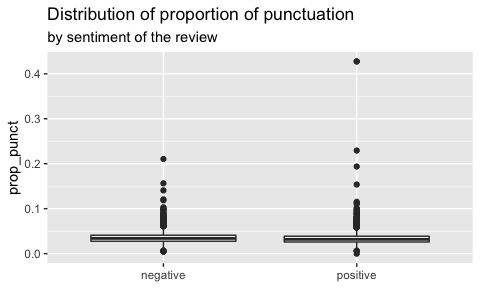 Distribution of proportion of punctuation
by sentiment of the review
prop_punct
0.4
0.3
0.2
0.1
0.0
negative
positive